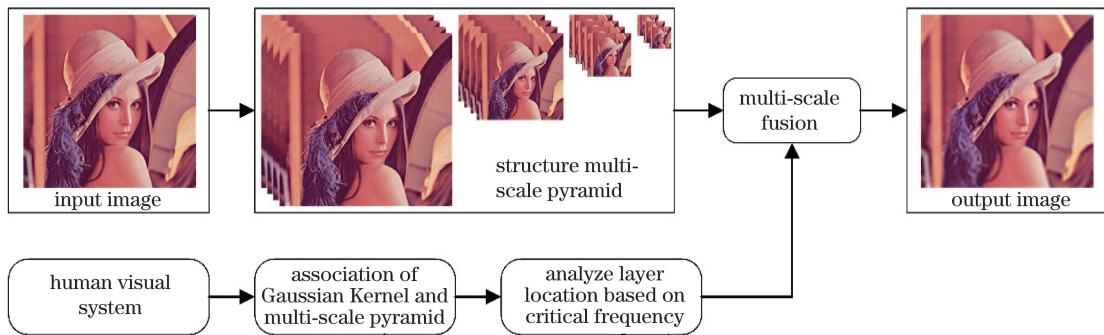 input image
structure multi-
scale pyramid
multi-scale
fusion
output image
human visual
system
association of
Gaussian Kernel and
multi-scale pyramid
analyze layer
location based on
critical frequency